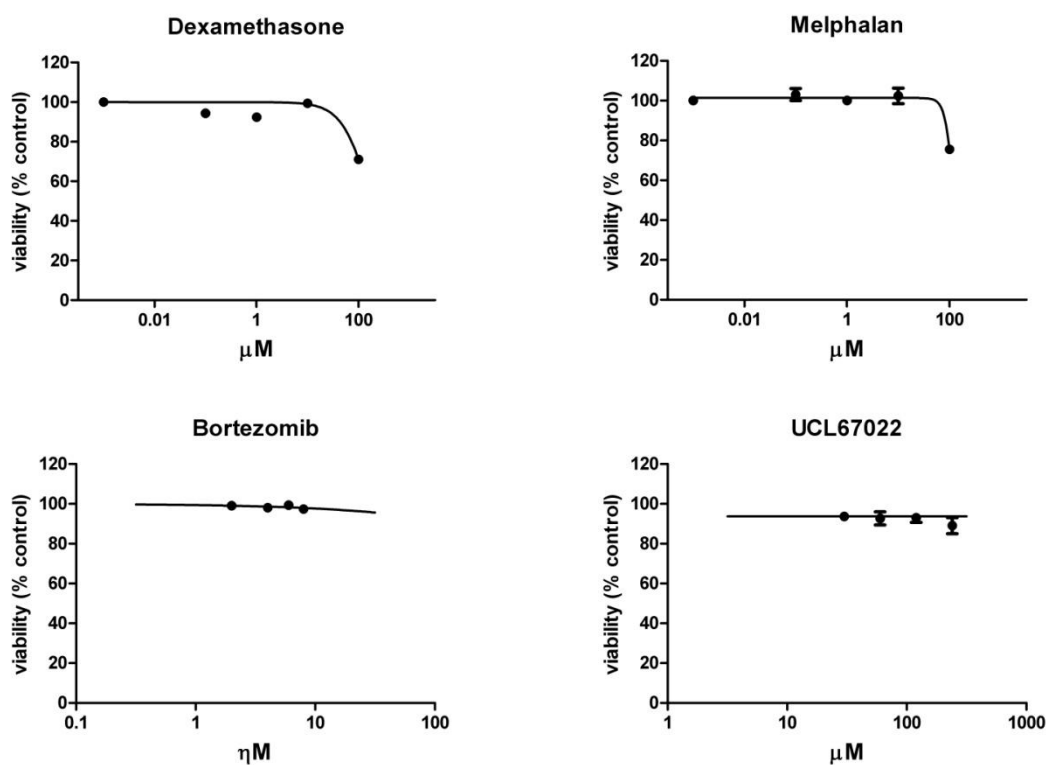 Dexamethasone
viability (% control)
120
100
80
60
40
20
0
0.01 1 100
μM
Melphalan
viability (% control)
120
100
80
60
40
20
0
0.01 1 100
μM
Bortezomib
viability (% control)
120
100
80
60
40
20
0
0.1 1 10 100
ηM
UCL67022
viability (% control)
120
100
80
60
40
20
0
1 10 100 1000
μM